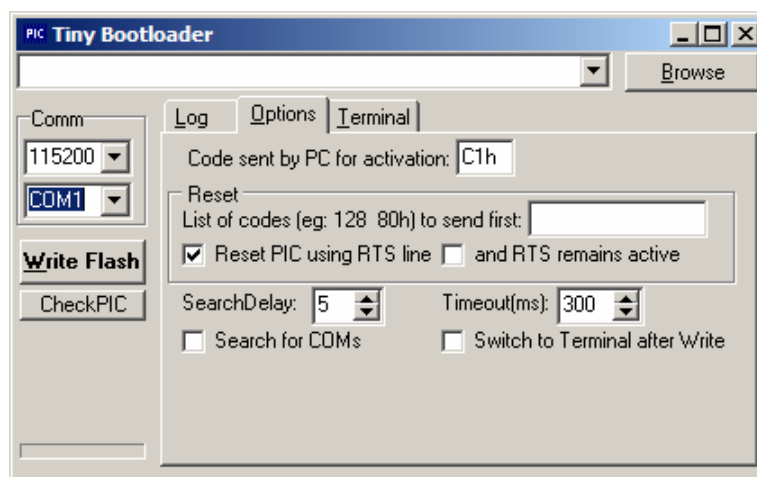 PIC Tiny Bootloader
Browse
Comm
115200
COM1
Write Flash
CheckPIC
Log Options Terminal
Code sent by PC for activation: C1h
Reset
List of codes (eg: 128 80h) to send first:
Reset PIC using RTS line and RTS remains active
SearchDelay: 5 Timeout(ms): 300
Search for COMs Switch to Terminal after Write